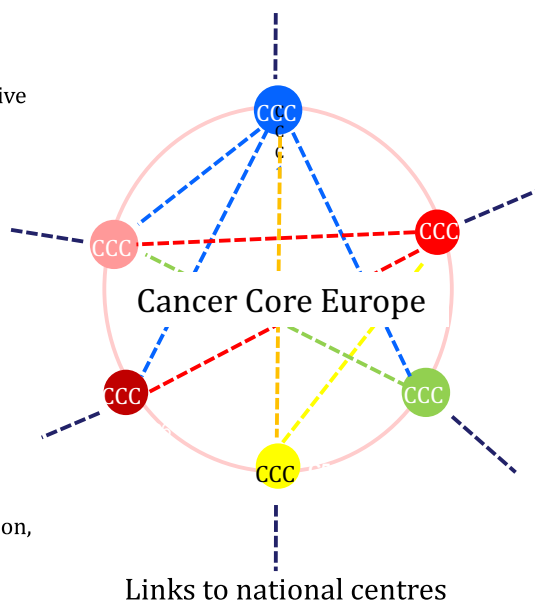 ive
CCC
C
C
C
CCC
CCC
Cancer Core Europe
CCC
CCC
CCC
on,
Links to national centres